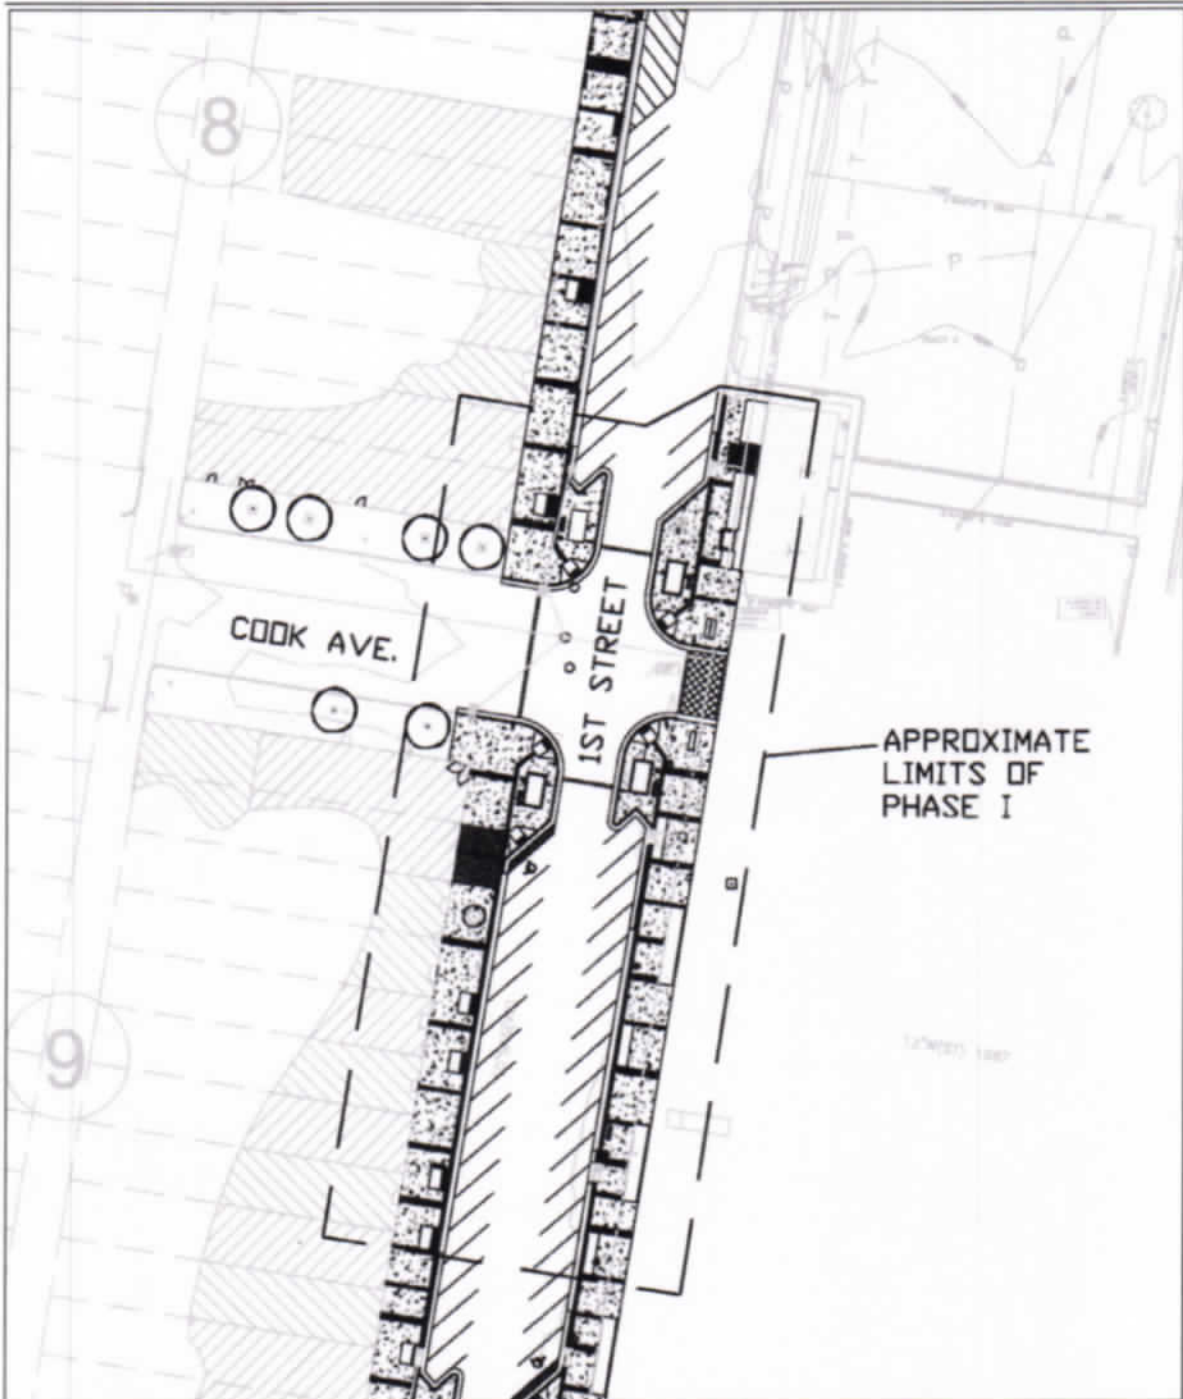 8
P
P
T
T
P
P
T
COOK AVE.
1ST STREET
APPROXIMATE
LIMITS OF
PHASE I
9